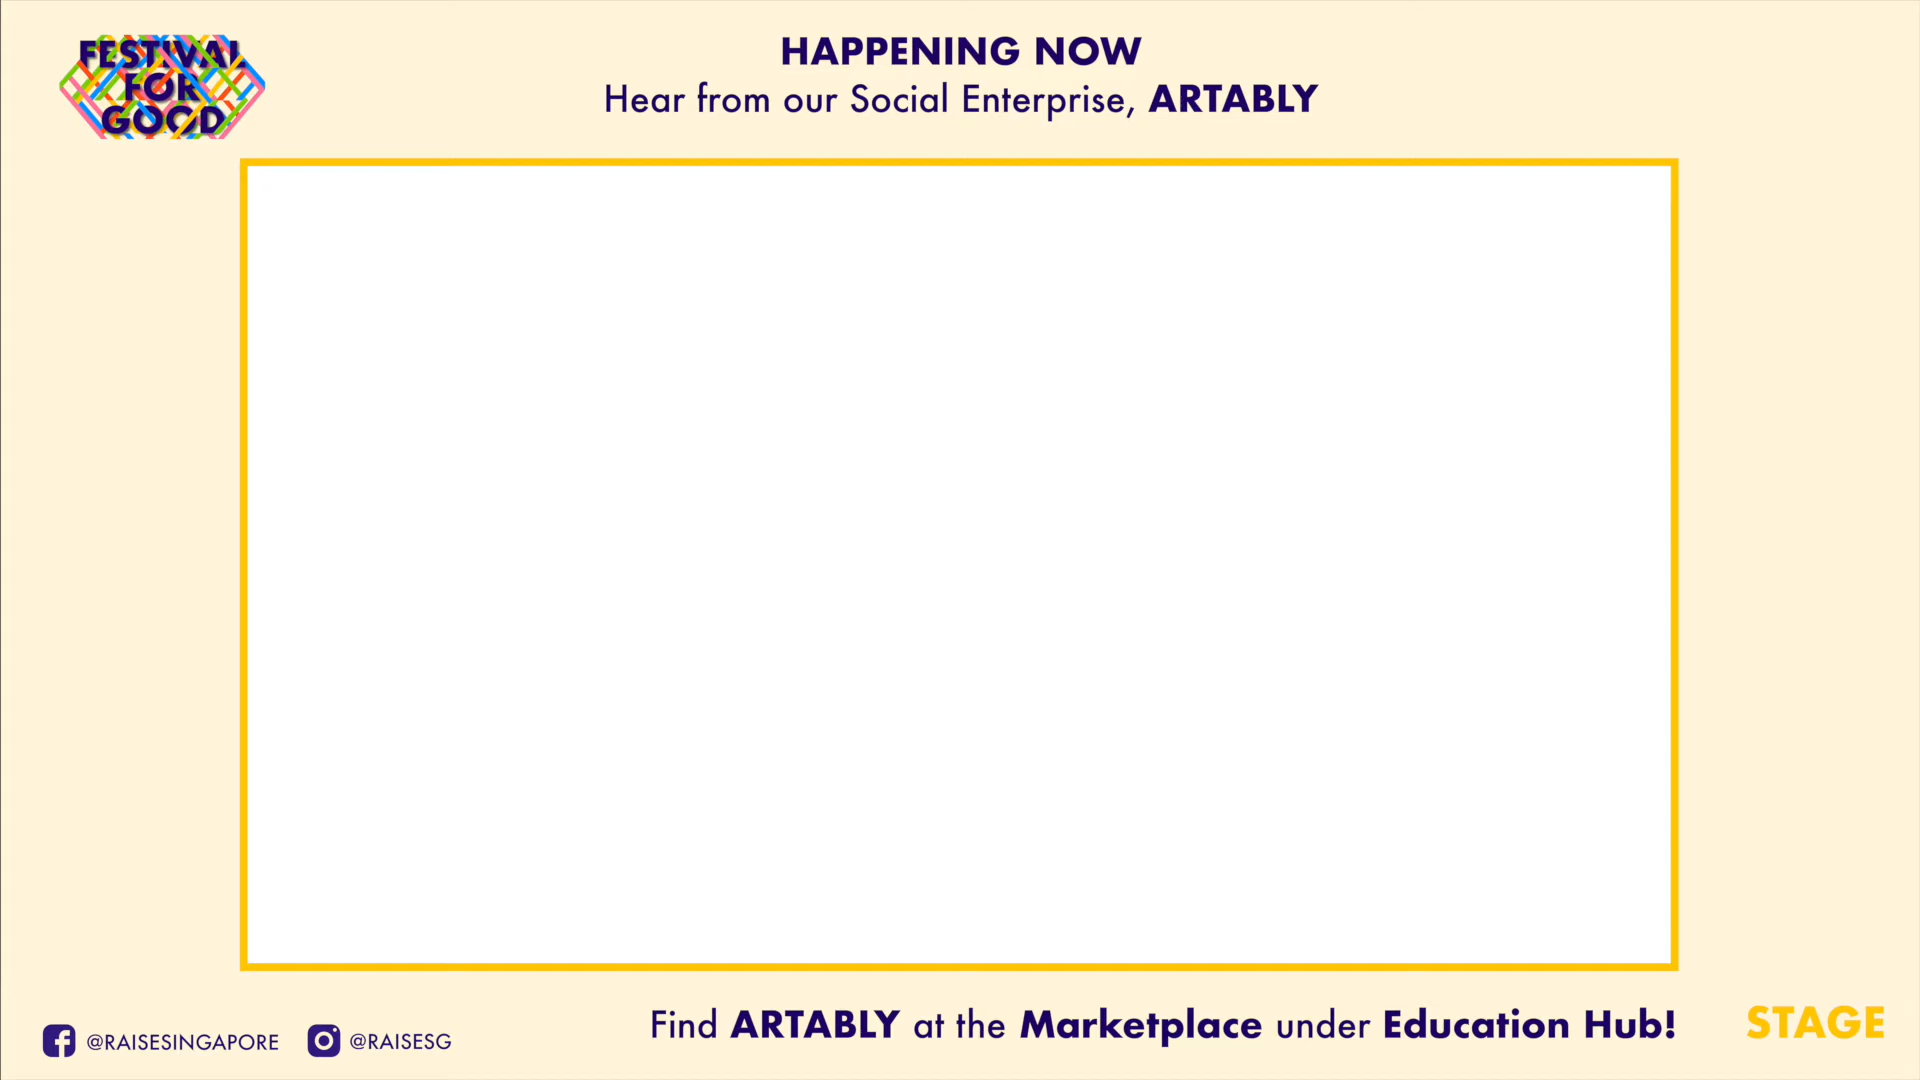 FESTIVAL
FOR
GOOD
HAPPENING NOW
Hear from our Social Enterprise, ARTABLY
@RAISESINGAPORE
@RAISESG
Find ARTABLY at the Marketplace under Education Hub!
STAGE